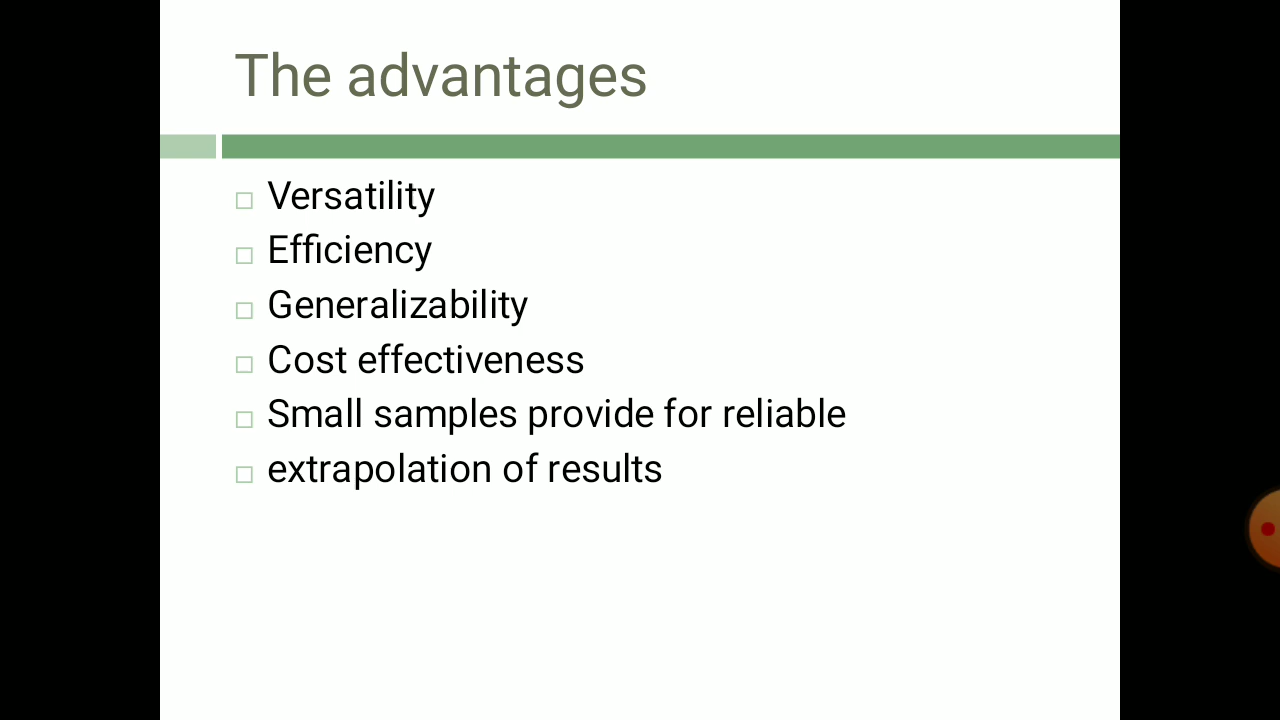 The advantages
Versatility
Efficiency
Generalizability
Cost effectiveness
Small samples provide for reliable
extrapolation of results